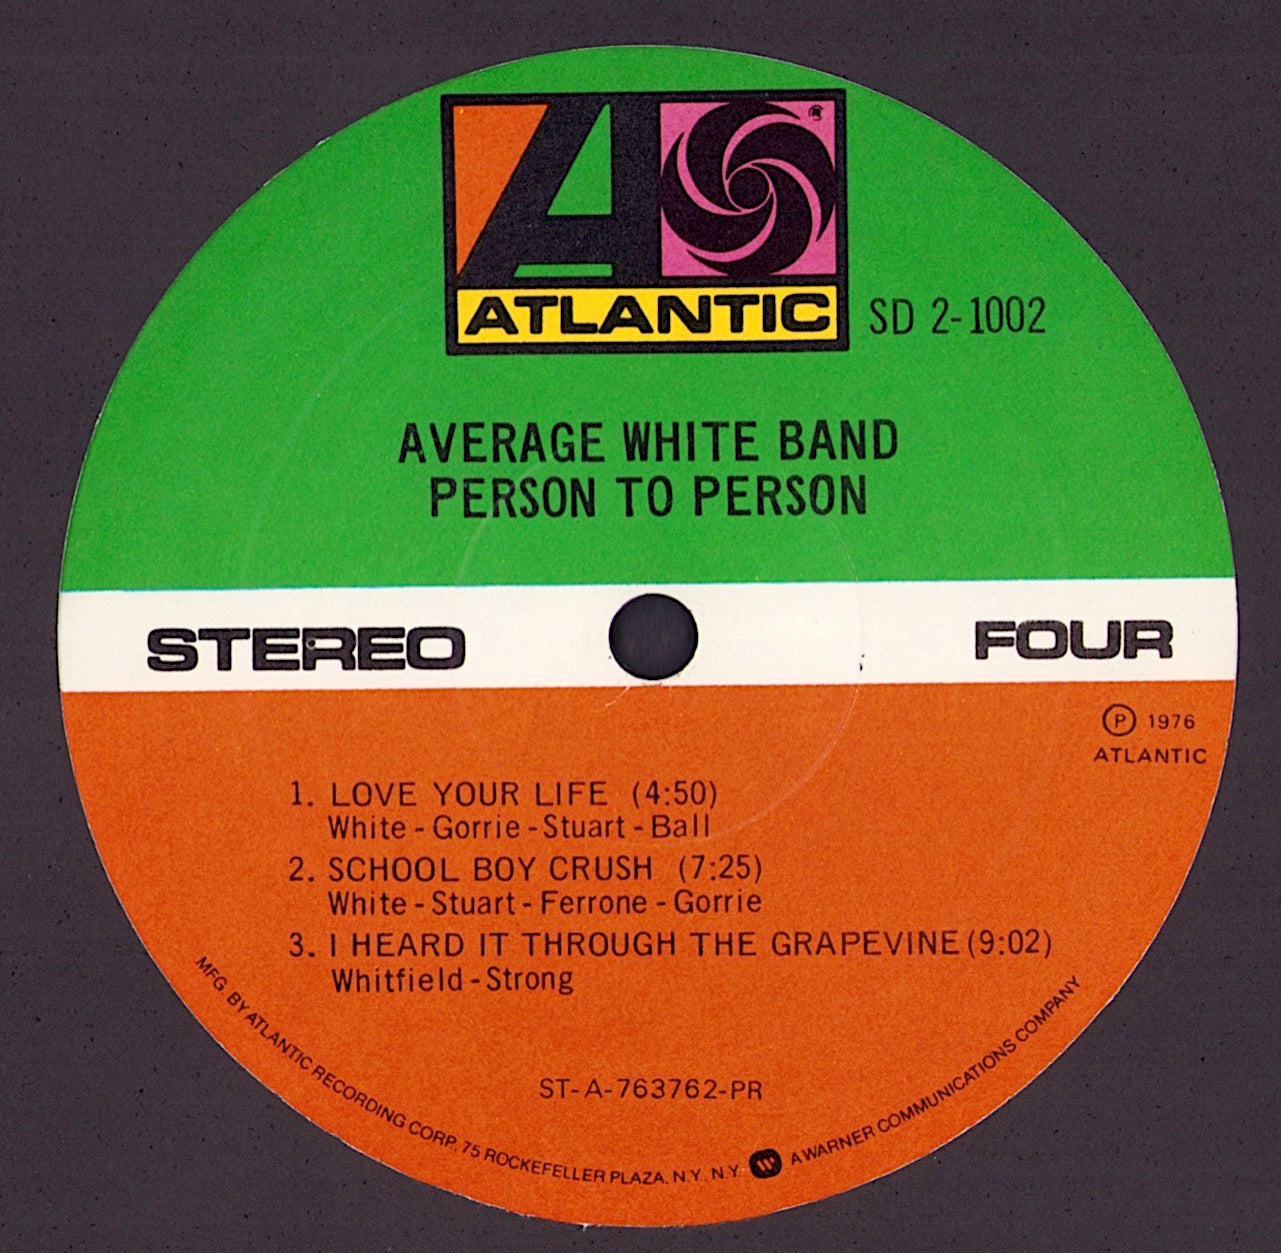 ATLANTIC
SD 2-1002
AVERAGE WHITE BAND
PERSON TO PERSON
STEREO
FOUR
Ⓟ 1976
ATLANTIC
1. LOVE YOUR LIFE (4:50)
White - Gorrie - Stuart - Ball
2. SCHOOL BOY CRUSH (7:25)
White - Stuart - Ferrone - Gorrie
3. I HEARD IT THROUGH THE GRAPEVINE (9:02)
Whitfield - Strong
ST-A-763762-PR
MFG. BY ATLANTIC RECORDING CORP., 75 ROCKEFELLER PLAZA, N.Y., N.Y. W A WARNER COMMUNICATIONS COMPANY